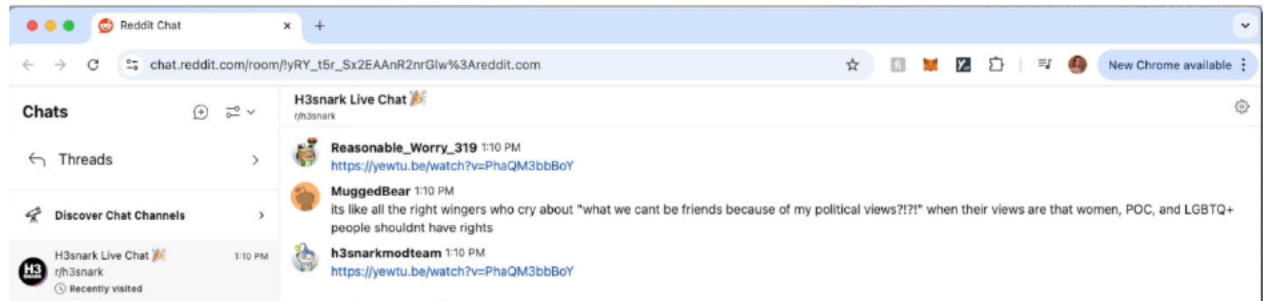 Reddit Chat
chat.reddit.com/room/!yRY_t5r_Sx2EAAnR2nrGlw%3Areddit.com
New Chrome available
Chats
Threads
Discover Chat Channels
H3snark Live Chat 🎉
1:10 PM
r/h3snark
Recently visited
H3snark Live Chat 🎉
r/h3snark
Reasonable_Worry_319 1:10 PM
https://yewtu.be/watch?v=PhaQM3bbBoY
MuggedBear 1:10 PM
its like all the right wingers who cry about "what we cant be friends because of my political views?!?!" when their views are that women, POC, and LGBTQ+
people shouldnt have rights
h3snarkmodteam 1:10 PM
https://yewtu.be/watch?v=PhaQM3bbBoY